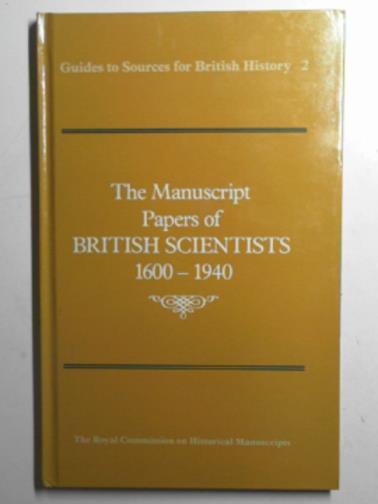 Guides to Sources for British History 2
The Manuscript
Papers of
BRITISH SCIENTISTS
1600 – 1940
The Royal Commission on Historical Manuscripts